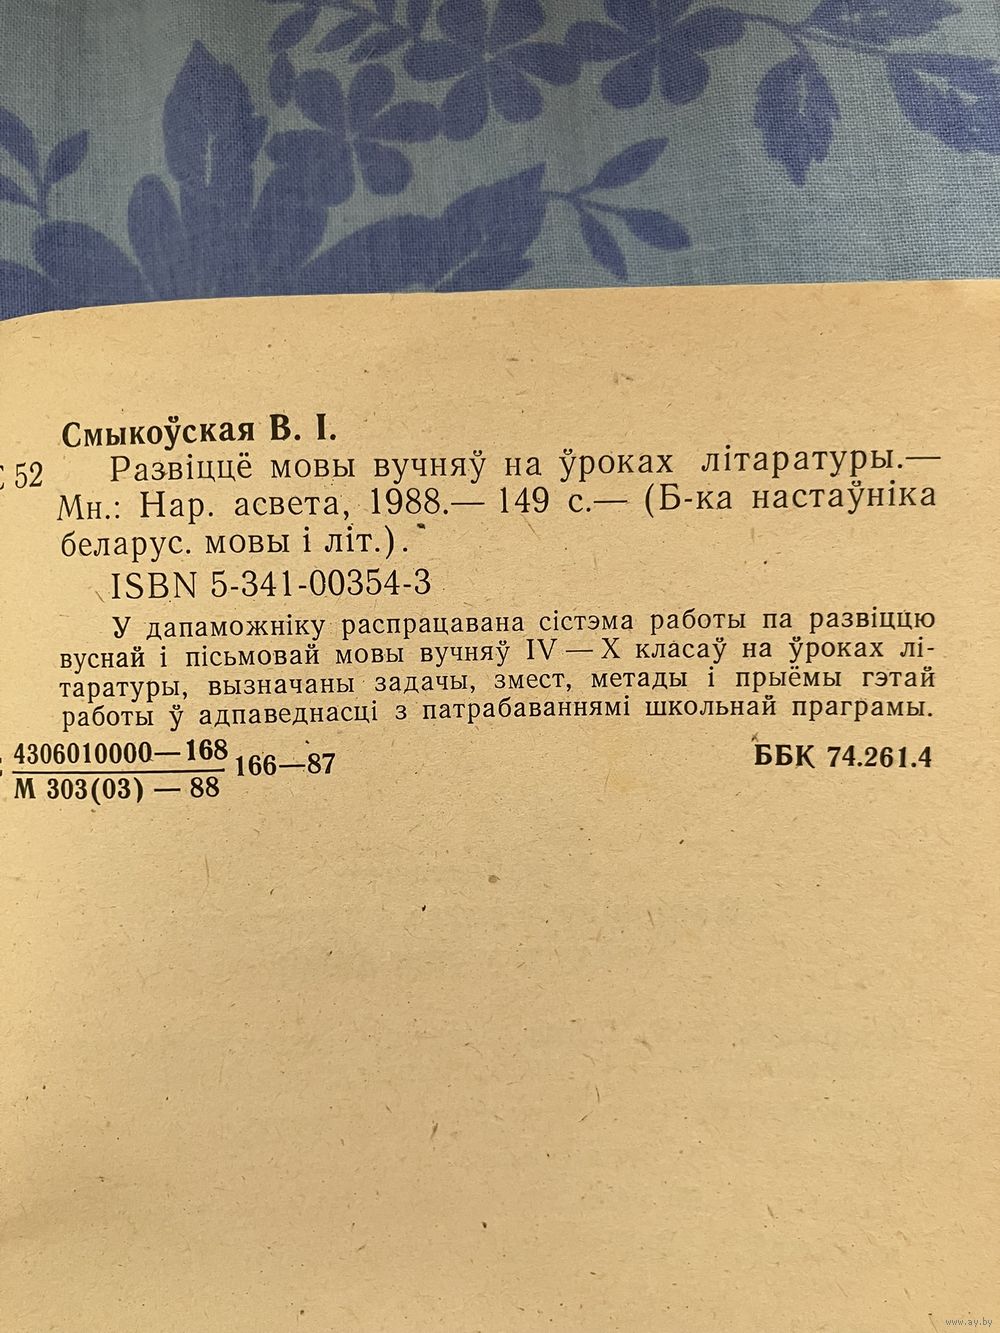 Смыкоўская В. І.
С 52 Развіццё мовы вучняў на ўроках літаратуры.—
Мн.: Нар. асвета, 1988.— 149 с.— (Б-ка настаўніка
беларус. мовы і літ.).
ISBN 5-341-00354-3
У дапаможніку распрацавана сістэма работы па развіццю
вуснай і пісьмовай мовы вучняў IV — X класаў на ўроках лі-
таратуры, вызначаны задачы, змест, метады і прыёмы гэтай
работы ў адпаведнасці з патрабаваннямі школьнай праграмы.
4306010000—168
М 303(03) — 88
166—87
ББК 74.261.4
www.ay.by